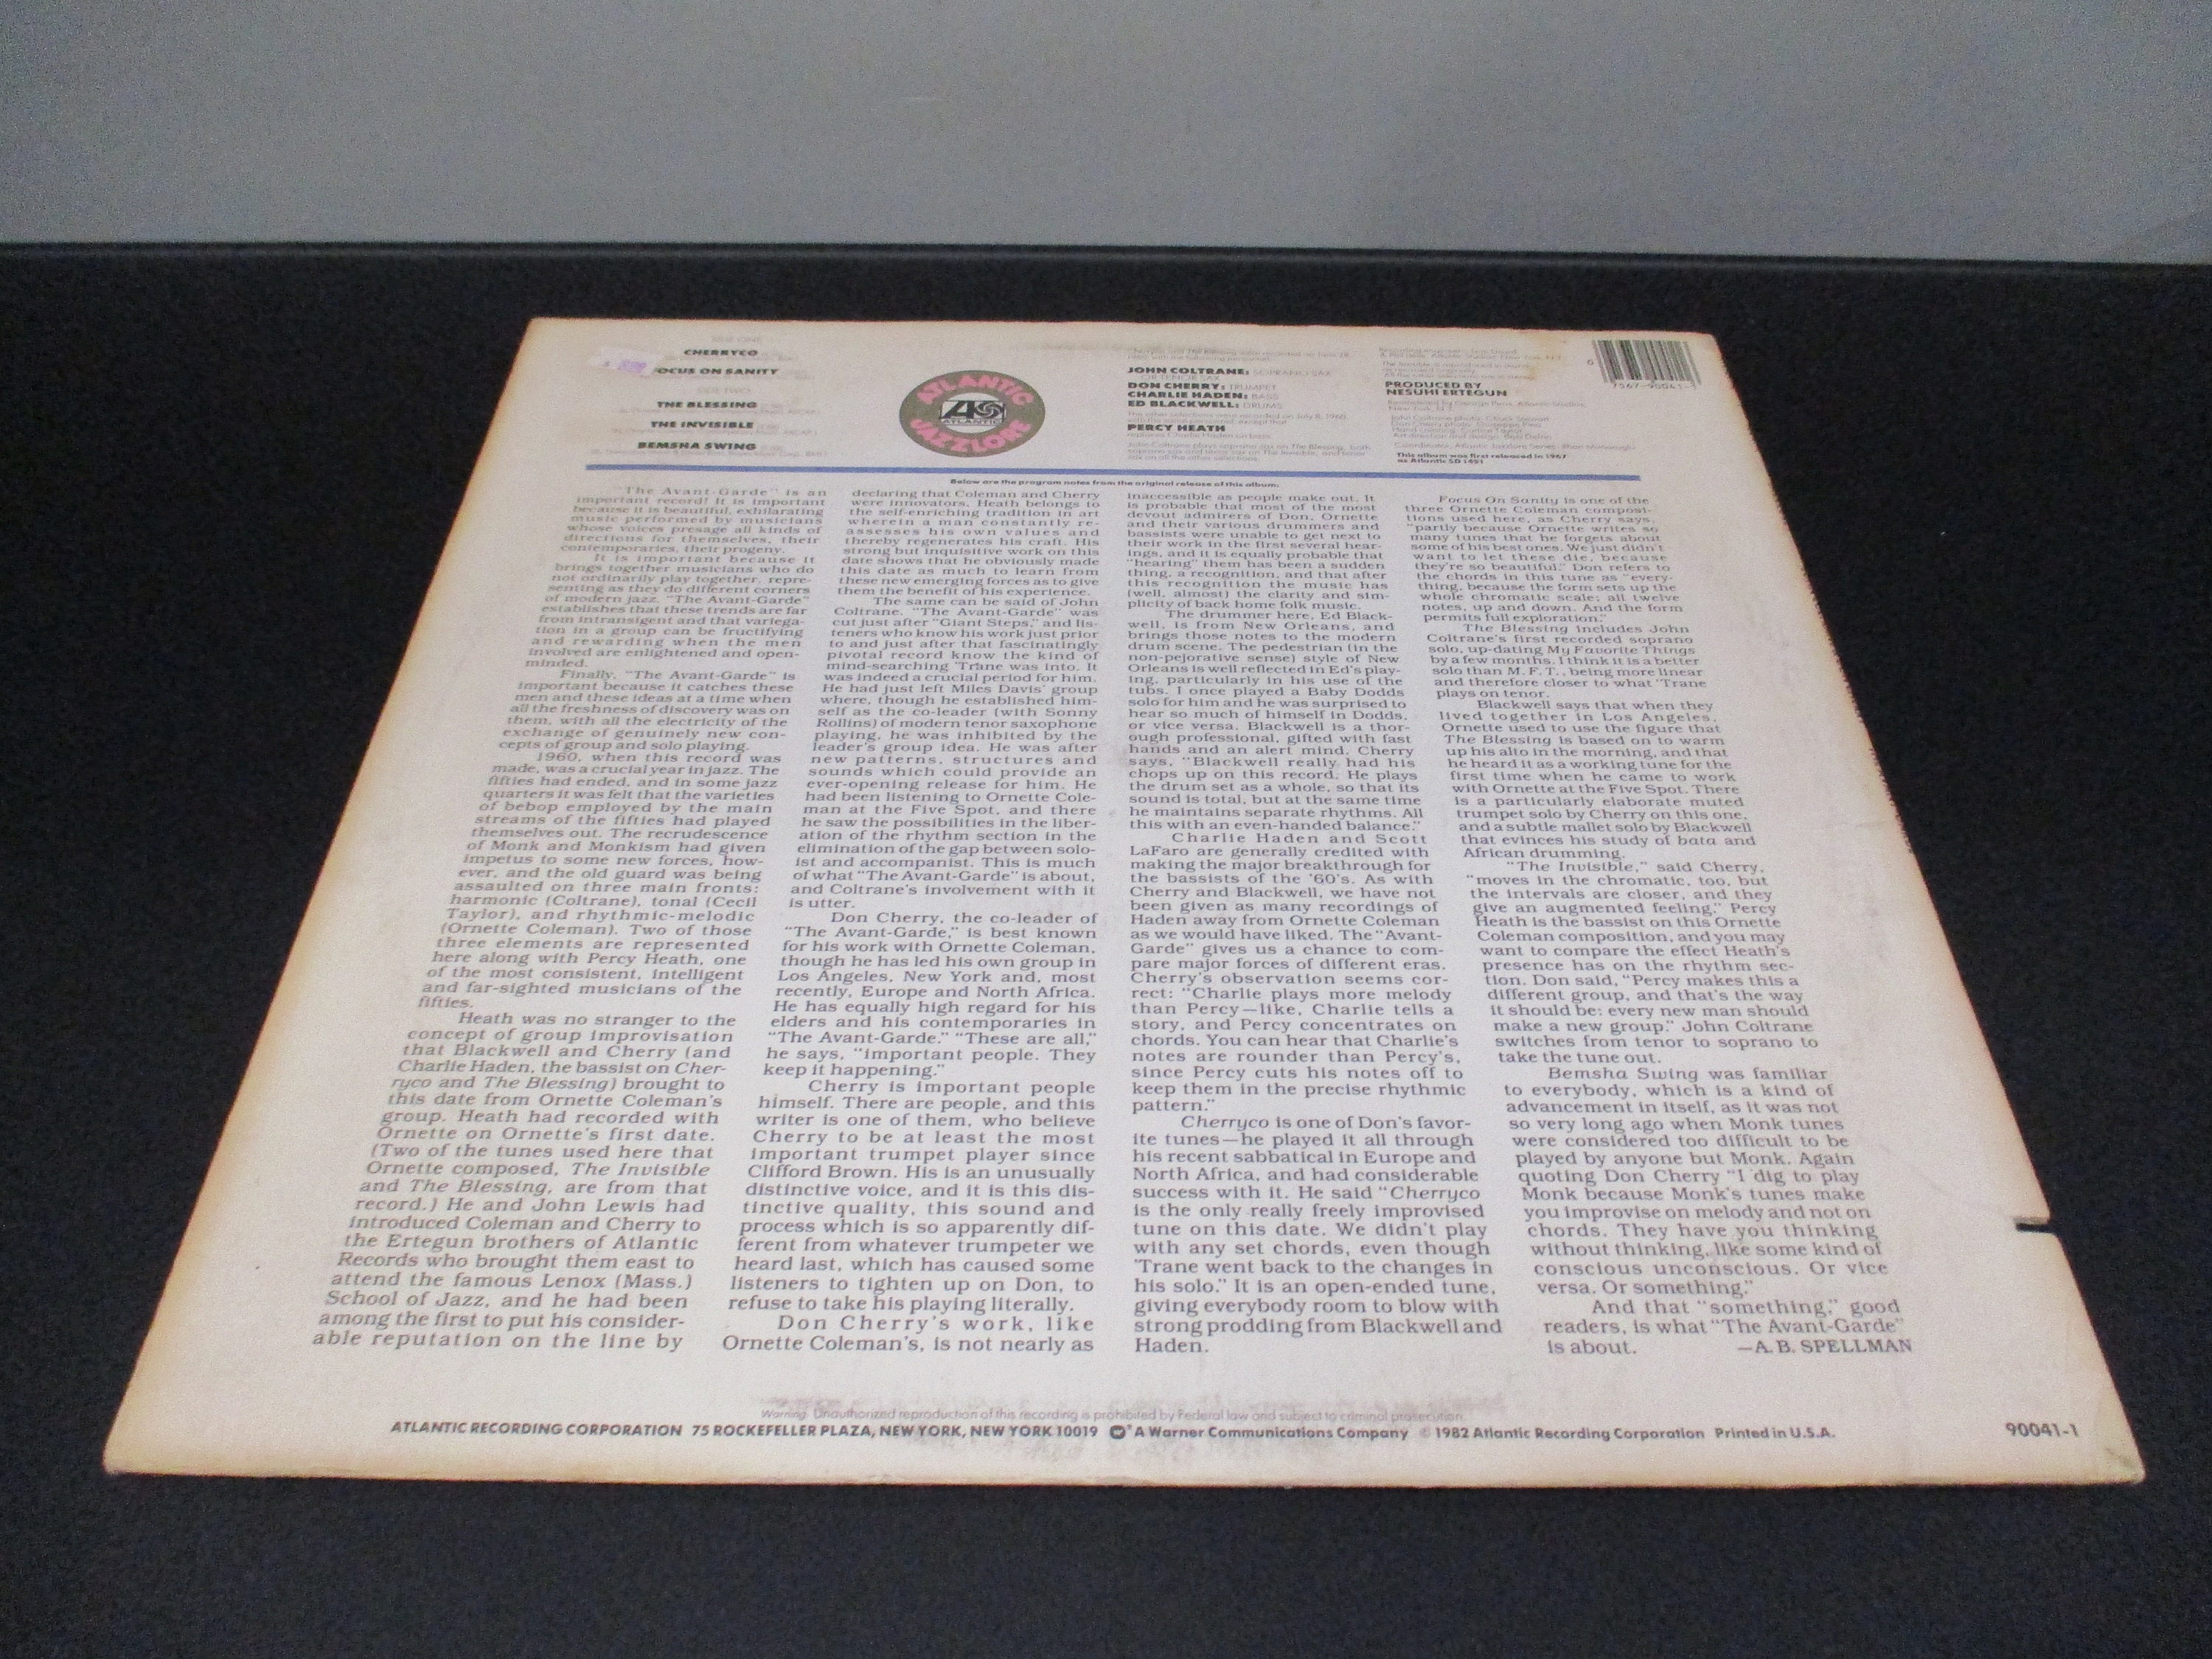 CHERRYCO
FOCUS ON SANITY
THE BLESSING
THE INVISIBLE
BEMSHA SWING
ATLANTIC
ATLANTIC
JAZZLORE
JOHN COLTRANE: SOPRANO SAX
OR TENOR SAX
DON CHERRY: TRUMPET
CHARLIE HADEN: BASS
ED BLACKWELL: DRUMS
The other selections were recorded on July 8, 1960
PERCY HEATH
replaces Charlie Haden on bass.
PRODUCED BY
NESUHI ERTEGUN
This album was first released in 1967
as Atlantic SD 1451
Below are the program notes from the original release of this album:
"The Avant-Garde" is an
important record! It is important
because it is beautiful, exhilarating
music performed by musicians
whose voices presage all kinds of
directions for themselves, their
contemporaries, their progeny.
It is important because it
brings together musicians who do
not ordinarily play together, repre-
senting as they do different corners
of modern jazz. "The Avant-Garde"
establishes that these trends are far
from intransigent and that variega-
tion in a group can be fructifying
and rewarding when the men
involved are enlightened and open-
minded.
Finally, "The Avant-Garde" is
important because it catches these
men and these ideas at a time when
all the freshness of discovery was on
them, with all the electricity of the
exchange of genuinely new con-
cepts of group and solo playing.
1960, when this record was
made, was a crucial year in jazz. The
fifties had ended, and in some jazz
quarters it was felt that the varieties
of bebop employed by the main
streams of the fifties had played
themselves out. The recrudescence
of Monk and Monkism had given
impetus to some new forces, how-
ever, and the old guard was being
assaulted on three main fronts:
harmonic (Coltrane), tonal (Cecil
Taylor), and rhythmic-melodic
(Ornette Coleman). Two of those
three elements are represented
here along with Percy Heath, one
of the most consistent, intelligent
and far-sighted musicians of the
fifties.
Heath was no stranger to the
concept of group improvisation
that Blackwell and Cherry (and
Charlie Haden, the bassist on Cher-
ryco and The Blessing) brought to
this date from Ornette Coleman's
group. Heath had recorded with
Ornette on Ornette's first date.
(Two of the tunes used here that
Ornette composed, The Invisible
and The Blessing, are from that
record.) He and John Lewis had
introduced Coleman and Cherry to
the Ertegun brothers of Atlantic
Records who brought them east to
attend the famous Lenox (Mass.)
School of Jazz, and he had been
among the first to put his consider-
able reputation on the line by
declaring that Coleman and Cherry
were innovators. Heath belongs to
the self-enriching tradition in art
wherein a man constantly re-
assesses his own values and
thereby regenerates his craft. His
strong but inquisitive work on this
date shows that he obviously made
this date as much to learn from
these new emerging forces as to give
them the benefit of his experience.
The same can be said of John
Coltrane. "The Avant-Garde" was
cut just after "Giant Steps," and lis-
teners who know his work just prior
to and just after that fascinatingly
pivotal record know the kind of
mind-searching 'Trane was into. It
was indeed a crucial period for him.
He had just left Miles Davis' group
where, though he established him-
self as the co-leader (with Sonny
Rollins) of modern tenor saxophone
playing, he was inhibited by the
leader's group idea. He was after
new patterns, structures and
sounds which could provide an
ever-opening release for him. He
had been listening to Ornette Cole-
man at the Five Spot, and there
he saw the possibilities in the liber-
ation of the rhythm section in the
elimination of the gap between solo-
ist and accompanist. This is much
of what "The Avant-Garde" is about,
and Coltrane's involvement with it
is utter.
Don Cherry, the co-leader of
"The Avant-Garde," is best known
for his work with Ornette Coleman,
though he has led his own group in
Los Angeles, New York and, most
recently, Europe and North Africa.
He has equally high regard for his
elders and his contemporaries in
"The Avant-Garde." "These are all,"
he says, "important people. They
keep it happening."
Cherry is important people
himself. There are people, and this
writer is one of them, who believe
Cherry to be at least the most
important trumpet player since
Clifford Brown. His is an unusually
distinctive voice, and it is this dis-
tinctive quality, this sound and
process which is so apparently dif-
ferent from whatever trumpeter we
heard last, which has caused some
listeners to tighten up on Don, to
refuse to take his playing literally.
Don Cherry's work, like
Ornette Coleman's, is not nearly as
inaccessible as people make out. It
is probable that most of the most
devout admirers of Don, Ornette
and their various drummers and
bassists were unable to get next to
their work in the first several hear-
ings, and it is equally probable that
"hearing" them has been a sudden
thing, a recognition, and that after
this recognition the music has
(well, almost) the clarity and sim-
plicity of back home folk music.
The drummer here, Ed Black-
well, is from New Orleans, and
brings those notes to the modern
drum scene. The pedestrian (in the
non-pejorative sense) style of New
Orleans is well reflected in Ed's play-
ing, particularly in his use of the
tubs. I once played a Baby Dodds
solo for him and he was surprised to
hear so much of himself in Dodds,
or vice versa. Blackwell is a thor-
ough professional, gifted with fast
hands and an alert mind. Cherry
says, "Blackwell really had his
chops up on this record. He plays
the drum set as a whole, so that its
sound is total, but at the same time
he maintains separate rhythms. All
this with an even-handed balance."
Charlie Haden and Scott
LaFaro are generally credited with
making the major breakthrough for
the bassists of the '60's. As with
Cherry and Blackwell, we have not
been given as many recordings of
Haden away from Ornette Coleman
as we would have liked. The "Avant-
Garde" gives us a chance to com-
pare major forces of different eras.
Cherry's observation seems cor-
rect: "Charlie plays more melody
than Percy—like, Charlie tells a
story, and Percy concentrates on
chords. You can hear that Charlie's
notes are rounder than Percy's,
since Percy cuts his notes off to
keep them in the precise rhythmic
pattern."
Cherryco is one of Don's favor-
ite tunes—he played it all through
his recent sabbatical in Europe and
North Africa, and had considerable
success with it. He said "Cherryco
is the only really freely improvised
tune on this date. We didn't play
with any set chords, even though
'Trane went back to the changes in
his solo." It is an open-ended tune,
giving everybody room to blow with
strong prodding from Blackwell and
Haden.
Focus On Sanity is one of the
three Ornette Coleman composi-
tions used here, as Cherry says,
"partly because Ornette writes so
many tunes that he forgets about
some of his best ones. We just didn't
want to let these die, because
they're so beautiful." Don refers to
the chords in this tune as "every-
thing, because the form sets up the
whole chromatic scale; all twelve
notes, up and down. And the form
permits full exploration."
The Blessing includes John
Coltrane's first recorded soprano
solo, up-dating My Favorite Things
by a few months. I think it is a better
solo than M. F. T., being more linear
and therefore closer to what 'Trane
plays on tenor.
Blackwell says that when they
lived together in Los Angeles,
Ornette used to use the figure that
The Blessing is based on to warm
up his alto in the morning, and that
he heard it as a working tune for the
first time when he came to work
with Ornette at the Five Spot. There
is a particularly elaborate muted
trumpet solo by Cherry on this one,
and a subtle mallet solo by Blackwell
that evinces his study of bata and
African drumming.
"The Invisible," said Cherry,
"moves in the chromatic, too, but
the intervals are closer, and they
give an augmented feeling." Percy
Heath is the bassist on this Ornette
Coleman composition, and you may
want to compare the effect Heath's
presence has on the rhythm sec-
tion. Don said, "Percy makes this a
different group, and that's the way
it should be: every new man should
make a new group." John Coltrane
switches from tenor to soprano to
take the tune out.
Bemsha Swing was familiar
to everybody, which is a kind of
advancement in itself, as it was not
so very long ago when Monk tunes
were considered too difficult to be
played by anyone but Monk. Again
quoting Don Cherry "I dig to play
Monk because Monk's tunes make
you improvise on melody and not on
chords. They have you thinking
without thinking, like some kind of
conscious unconscious. Or vice
versa. Or something."
And that "something," good
readers, is what "The Avant-Garde"
is about. —A. B. SPELLMAN
Warning: Unauthorized reproduction of this recording is prohibited by Federal law and subject to criminal prosecution.
ATLANTIC RECORDING CORPORATION 75 ROCKEFELLER PLAZA, NEW YORK, NEW YORK 10019 A Warner Communications Company © 1982 Atlantic Recording Corporation Printed in U.S.A.
90041-1